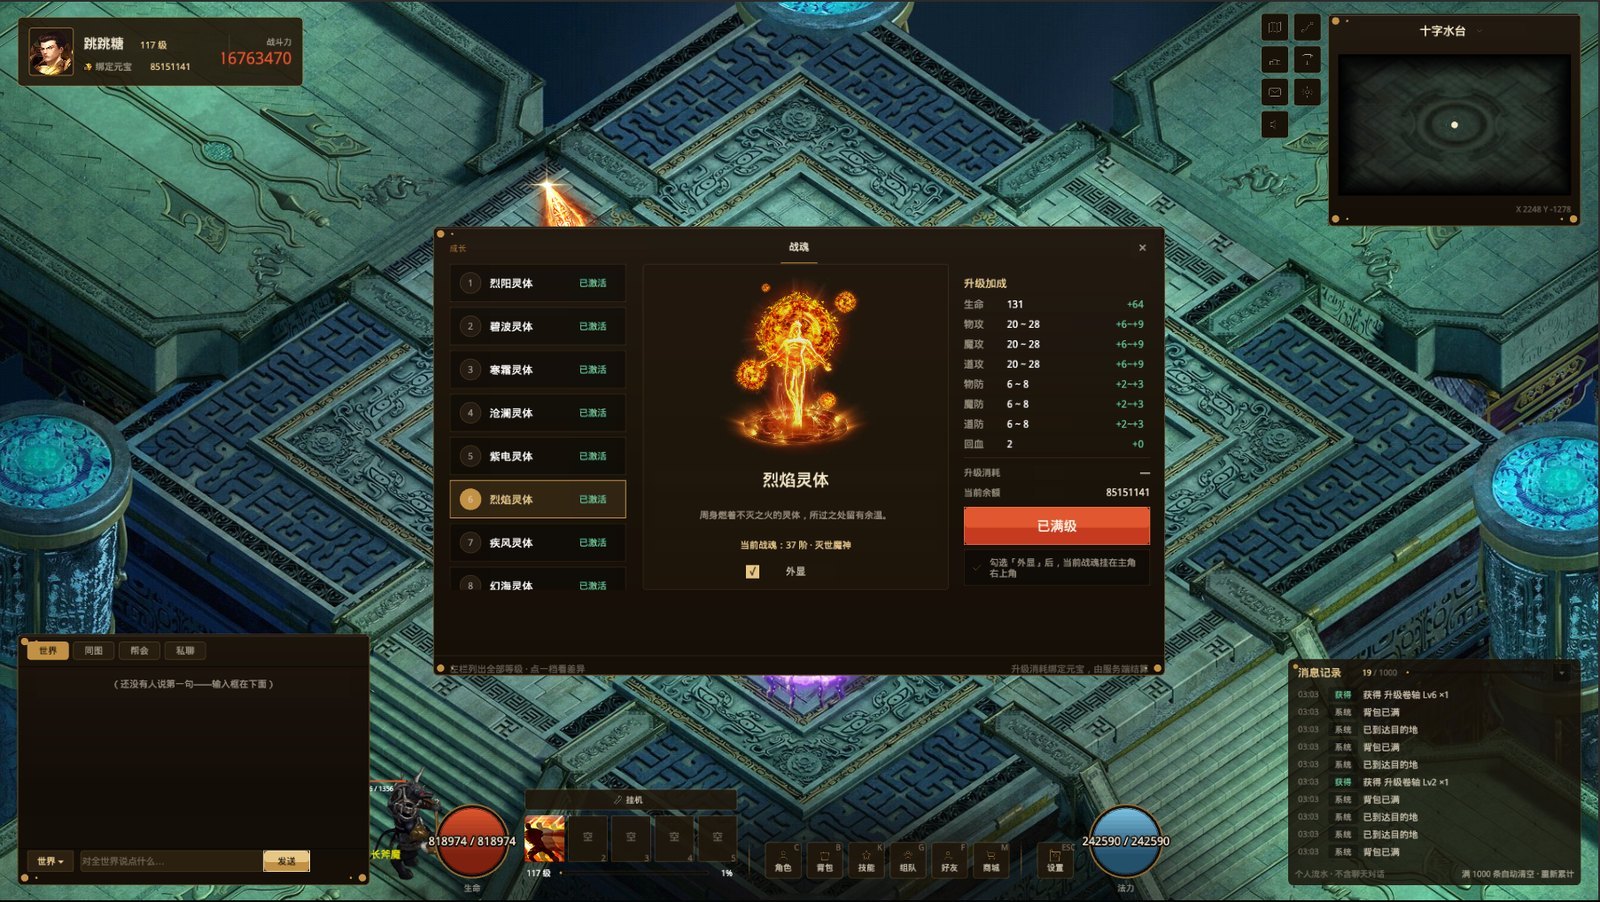 跳跳糖 117 级
绑定元宝 85151141
战斗力
16763470
十字水台
X 2248 Y -1278
成长
战魂
1 烈阳灵体 已激活
2 碧波灵体 已激活
3 寒霜灵体 已激活
4 沧澜灵体 已激活
5 紫电灵体 已激活
6 烈焰灵体 已激活
7 疾风灵体 已激活
8 幻海灵体 已激活
烈焰灵体
周身燃着不灭之火的灵体，所过之处留有余温。
当前战魂：37 阶 · 灭世魔神
√ 外显
升级加成
生命 131 +64
物攻 20 ~ 28 +6~+9
魔攻 20 ~ 28 +6~+9
道攻 20 ~ 28 +6~+9
物防 6 ~ 8 +2~+3
魔防 6 ~ 8 +2~+3
道防 6 ~ 8 +2~+3
回血 2 +0
升级消耗 —
当前余额 85151141
已满级
勾选「外显」后，当前战魂挂在主角
右上角
左栏列出全部等级 · 点一档看差异
升级消耗绑定元宝，由服务端结算
世界 同图 帮会 私聊
（还没有人说第一句——输入框在下面）
世界 对全世界说点什么... 发送
/ 1356
长斧魔
818974 / 818974
生命
挂机
空 2 空 3 空 4 空 5
117 级 1%
角色 C
背包 B
技能 K
组队 G
好友 F
商城 M
设置 ESC
242590 / 242590
法力
消息记录 19 / 1000
03:03 获得 获得 升级卷轴 Lv6 ×1
03:03 系统 背包已满
03:03 系统 已到达目的地
03:03 系统 背包已满
03:03 系统 已到达目的地
03:03 获得 获得 升级卷轴 Lv2 ×1
03:03 系统 背包已满
03:03 系统 已到达目的地
03:03 系统 已到达目的地
03:03 系统 背包已满
个人流水 · 不含聊天对话
满 1000 条自动清空 · 重新累计